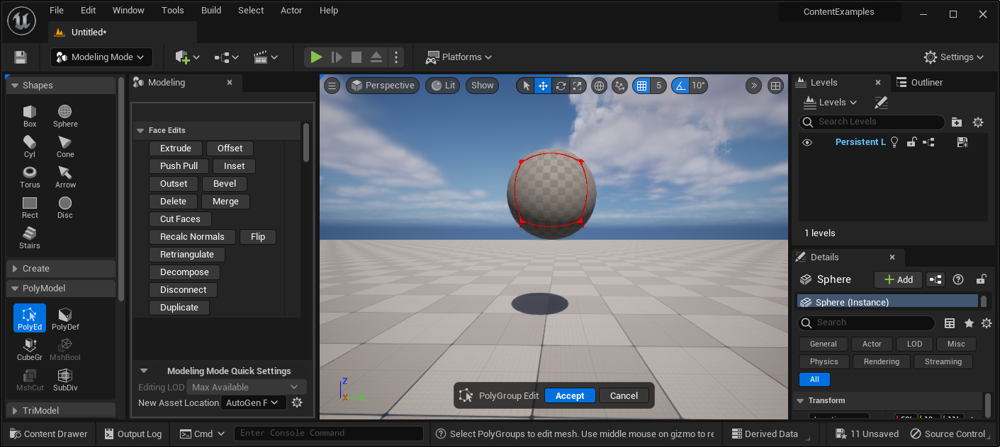 File Edit Window Tools Build Select Actor Help
ContentExamples
Untitled*
Modeling Mode
Platforms
Settings
Shapes
Box Sphere
Cyl Cone
Torus Arrow
Rect Disc
Stairs
Create
PolyModel
PolyEd PolyDef
CubeGr MshBool
MshCut SubDiv
TriModel
Modeling
Face Edits
Extrude Offset
Push Pull Inset
Outset Bevel
Delete Merge
Cut Faces
Recalc Normals Flip
Retriangulate
Decompose
Disconnect
Duplicate
Modeling Mode Quick Settings
Editing LOD Max Available
New Asset Location AutoGen F
Perspective Lit Show 5 10°
Z
X
Y
PolyGroup Edit Accept Cancel
Levels Outliner
Levels
Search Levels
Persistent L
1 levels
Details
Sphere Add
Sphere (Instance)
Search
General Actor LOD Misc
Physics Rendering Streaming
All
Transform
Content Drawer Output Log Cmd Enter Console Command Select PolyGroups to edit mesh. Use middle mouse on gizmo to re Derived Data 11 Unsaved Source Control